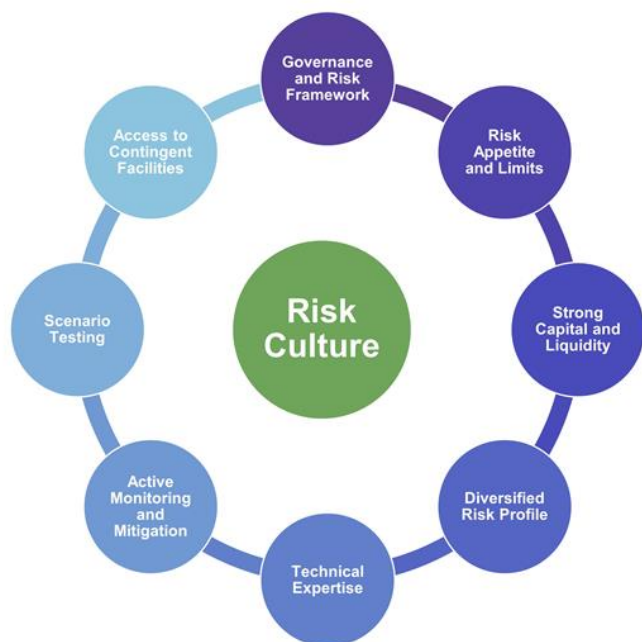 Governance
and Risk
Framework
Risk
Appetite
and Limits
Strong
Capital and
Liquidity
Diversified
Risk Profile
Technical
Expertise
Active
Monitoring
and
Mitigation
Scenario
Testing
Access to
Contingent
Facilities
Risk
Culture